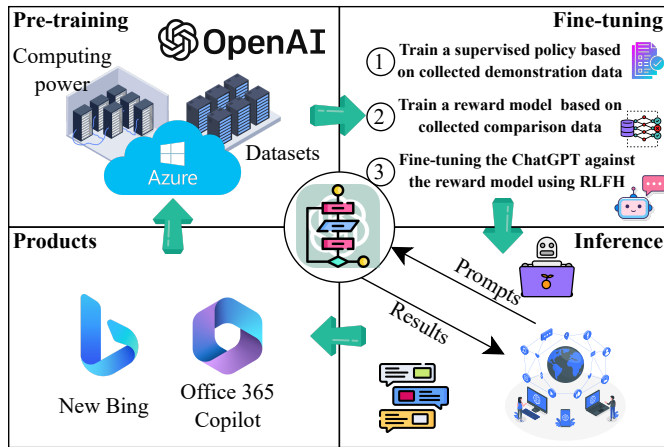 Pre-training
OpenAI
Computing
power
Datasets
Azure
Fine-tuning
1
Train a supervised policy based
on collected demonstration data
2
Train a reward model based on
collected comparison data
3
Fine-tuning the ChatGPT against
the reward model using RLFH
Products
New Bing
Office 365
Copilot
Inference
Prompts
Results